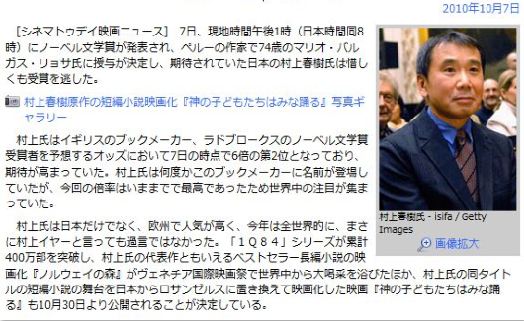 2010年10月7日
[シネマトゥデイ映画ニュース] 7日、現地時間午後1時（日本時間同8
時）にノーベル文学賞が発表され、ペルーの作家で74歳のマリオ・バル
ガス・リョサ氏に授与が決定し、期待されていた日本の村上春樹氏は惜し
くも受賞を逃した。
村上春樹原作の短編小説映画化『神の子どもたちはみな踊る』写真ギ
ャラリー
村上氏はイギリスのブックメーカー、ラドブロークスのノーベル文学賞
受賞者を予想するオッズにおいて7日の時点で6倍の第2位となっており、
期待が高まっていた。村上氏は何度かこのブックメーカーに名前が登場し
ていたが、今回の倍率はいままでで最高であったため世界中の注目が集ま
っていた。
村上氏は日本だけでなく、欧州で人気が高く、今年は全世界的に、まさ
に村上イヤーと言っても過言ではなかった。「1Q84」シリーズが累計
400万部を突破し、村上氏の代表作ともいえるベストセラー長編小説の映
画化『ノルウェイの森』がヴェネチア国際映画祭で世界中から大喝采を浴びたほか、村上氏の同タイト
ルの短編小説の舞台を日本からロサンゼルスに置き換えて映画化した映画『神の子どもたちはみな踊
る』も10月30日より公開されることが決定している。
村上春樹氏 - isifa / Getty
Images
画像拡大